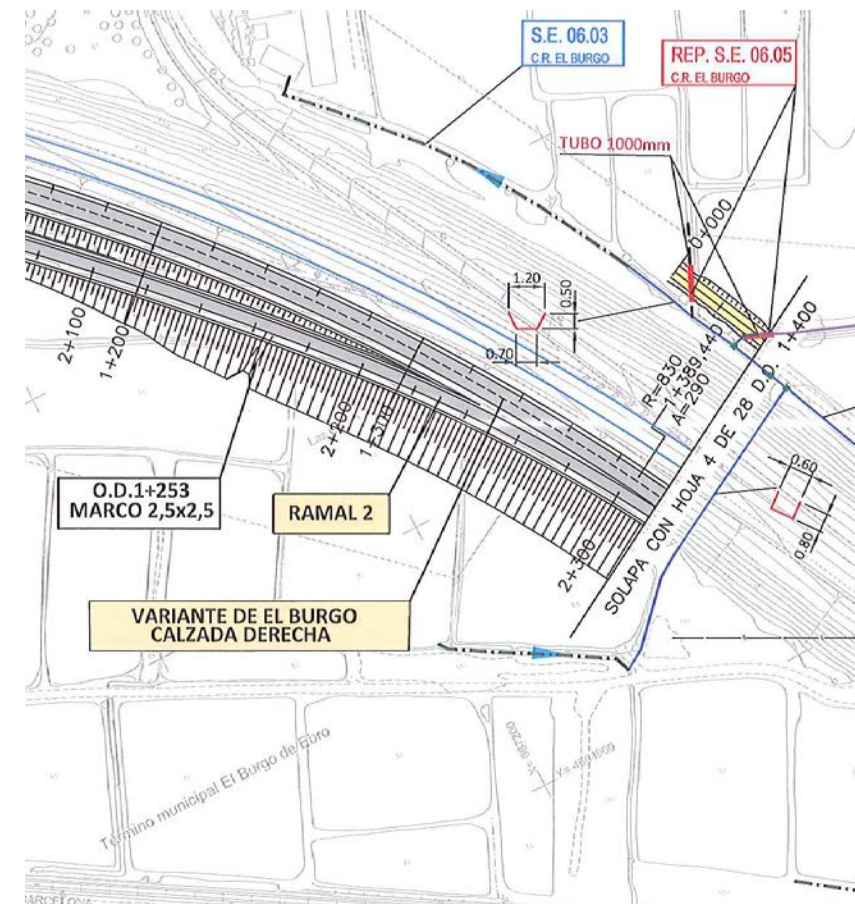 S.E. 06.03
C.R. EL BURGO
REP. S.E. 06.05
C.R. EL BURGO
TUBO 1000mm
0+000
1.20
0.50
0.70
2+100
1+200
2+200
1+300
R=830
1+389.440
A=290
SOLAPA CON HOJA 4 DE 28 D.O. 1+400
0.60
0.80
O.D.1+253
MARCO 2,5x2,5
RAMAL 2
2+300
VARIANTE DE EL BURGO
CALZADA DERECHA
Término municipal El Burgo de Ebro